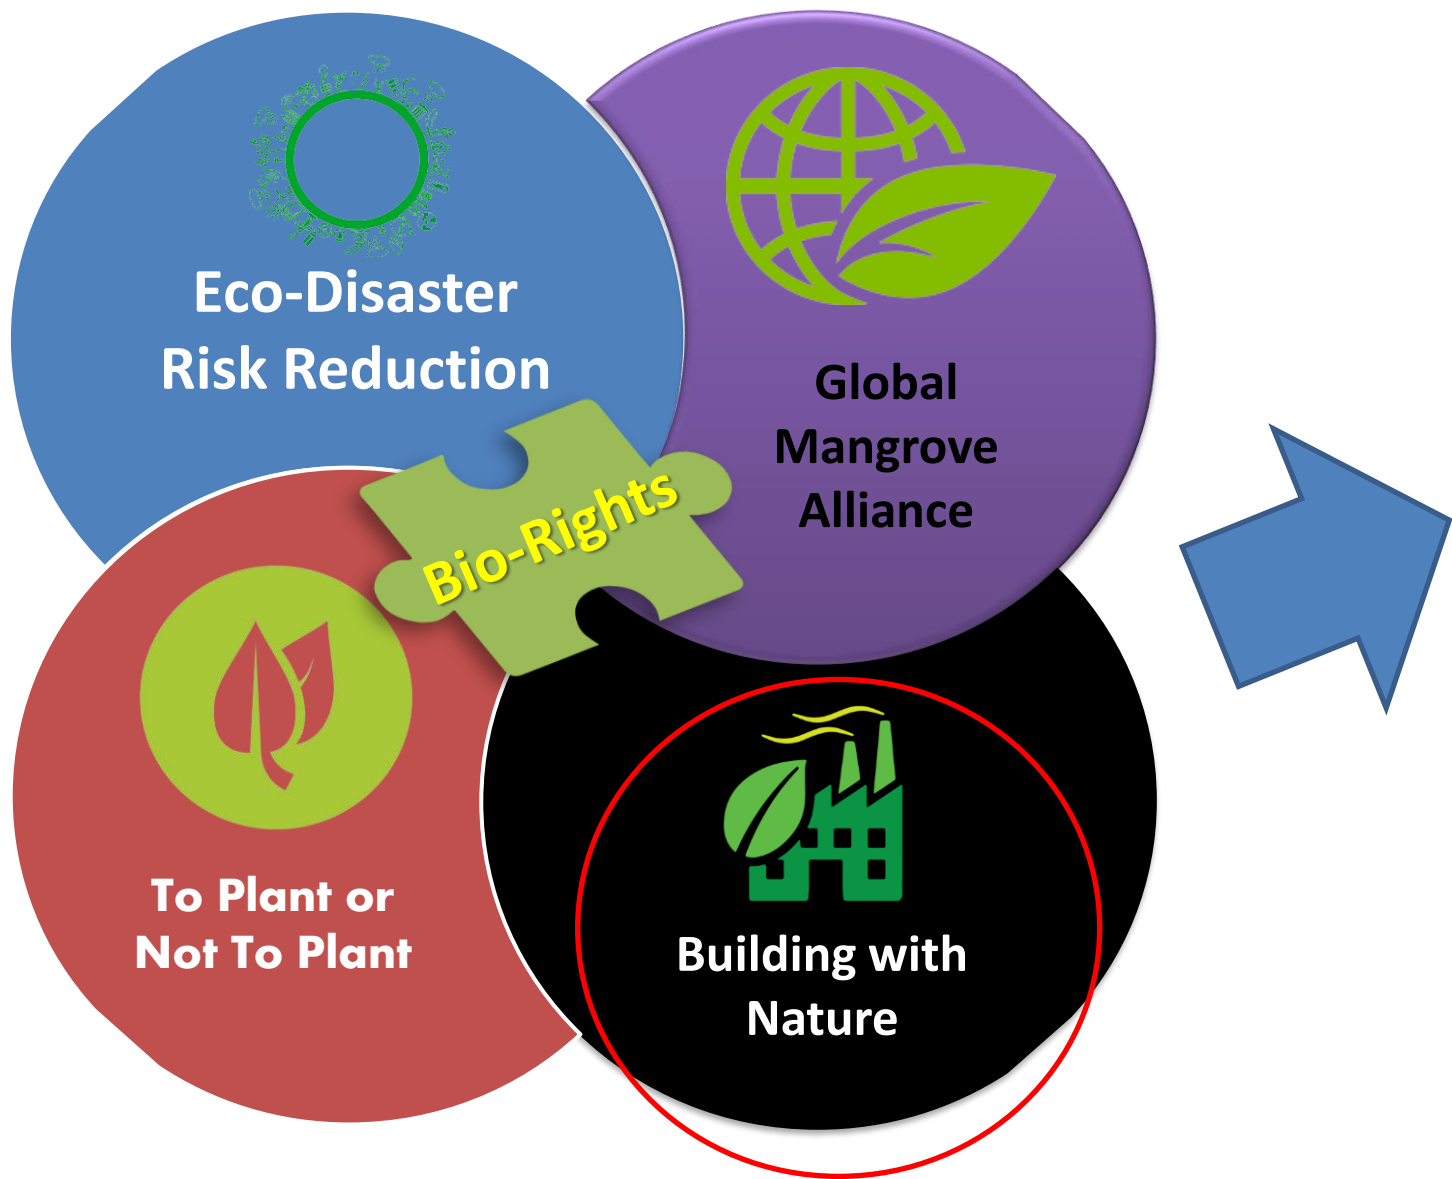 Eco-Disaster
Risk Reduction
Global
Mangrove
Alliance
Bio-Rights
To Plant or
Not To Plant
Building with
Nature